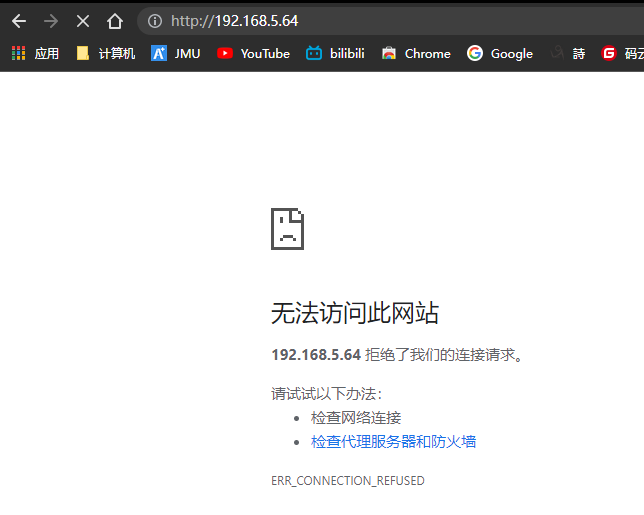 http://192.168.5.64
应用 计算机 JMU YouTube bilibili Chrome Google 詩 码云
无法访问此网站
192.168.5.64 拒绝了我们的连接请求。
请试试以下办法：
检查网络连接
检查代理服务器和防火墙
ERR_CONNECTION_REFUSED